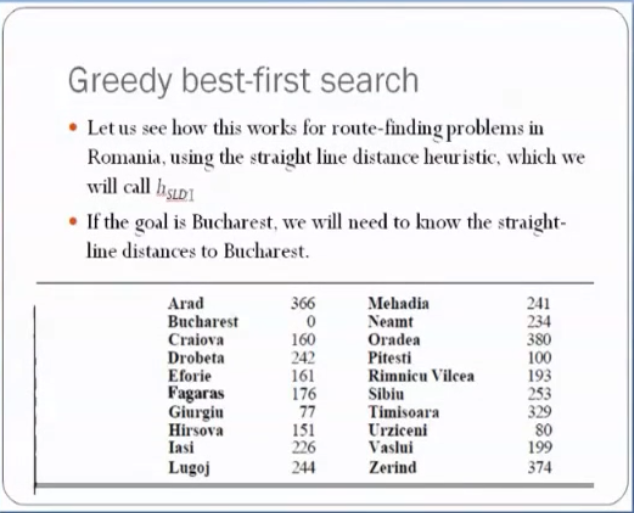 Greedy best-first search
• Let us see how this works for route-finding problems in
Romania, using the straight line distance heuristic, which we
will call hSLD1
• If the goal is Bucharest, we will need to know the straight-
line distances to Bucharest.
Arad 366 Mehadia 241
Bucharest 0 Neamt 234
Craiova 160 Oradea 380
Drobeta 242 Pitesti 100
Eforie 161 Rimnicu Vilcea 193
Fagaras 176 Sibiu 253
Giurgiu 77 Timisoara 329
Hirsova 151 Urziceni 80
Iasi 226 Vaslui 199
Lugoj 244 Zerind 374